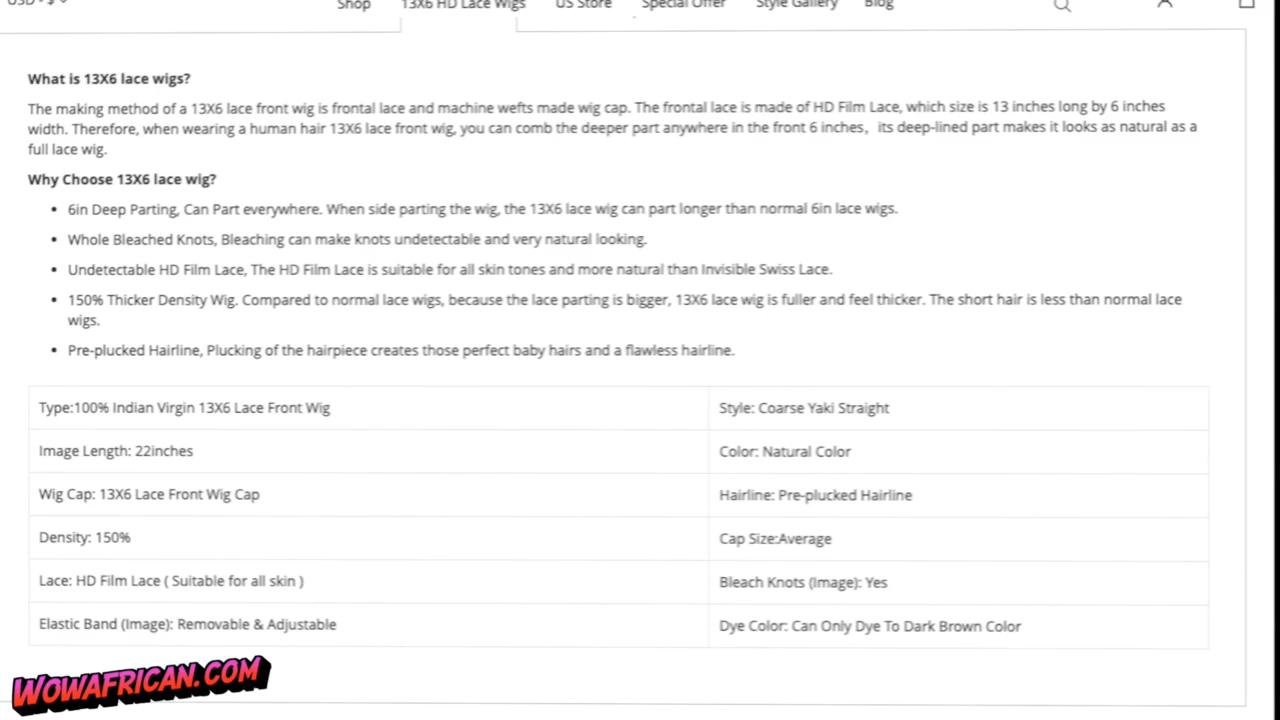 USD - $
Shop 13X6 HD Lace Wigs US Store Special Offer Style Gallery Blog
What is 13X6 lace wigs?
The making method of a 13X6 lace front wig is frontal lace and machine wefts made wig cap. The frontal lace is made of HD Film Lace, which size is 13 inches long by 6 inches
width. Therefore, when wearing a human hair 13X6 lace front wig, you can comb the deeper part anywhere in the front 6 inches，its deep-lined part makes it looks as natural as a
full lace wig.
Why Choose 13X6 lace wig?
• 6in Deep Parting, Can Part everywhere. When side parting the wig, the 13X6 lace wig can part longer than normal 6in lace wigs.
• Whole Bleached Knots, Bleaching can make knots undetectable and very natural looking.
• Undetectable HD Film Lace, The HD Film Lace is suitable for all skin tones and more natural than Invisible Swiss Lace.
• 150% Thicker Density Wig. Compared to normal lace wigs, because the lace parting is bigger, 13X6 lace wig is fuller and feel thicker. The short hair is less than normal lace
wigs.
• Pre-plucked Hairline, Plucking of the hairpiece creates those perfect baby hairs and a flawless hairline.
Type:100% Indian Virgin 13X6 Lace Front Wig Style: Coarse Yaki Straight
Image Length: 22inches Color: Natural Color
Wig Cap: 13X6 Lace Front Wig Cap Hairline: Pre-plucked Hairline
Density: 150% Cap Size:Average
Lace: HD Film Lace ( Suitable for all skin ) Bleach Knots (Image): Yes
Elastic Band (Image): Removable & Adjustable Dye Color: Can Only Dye To Dark Brown Color
WOWAFRICAN.COM